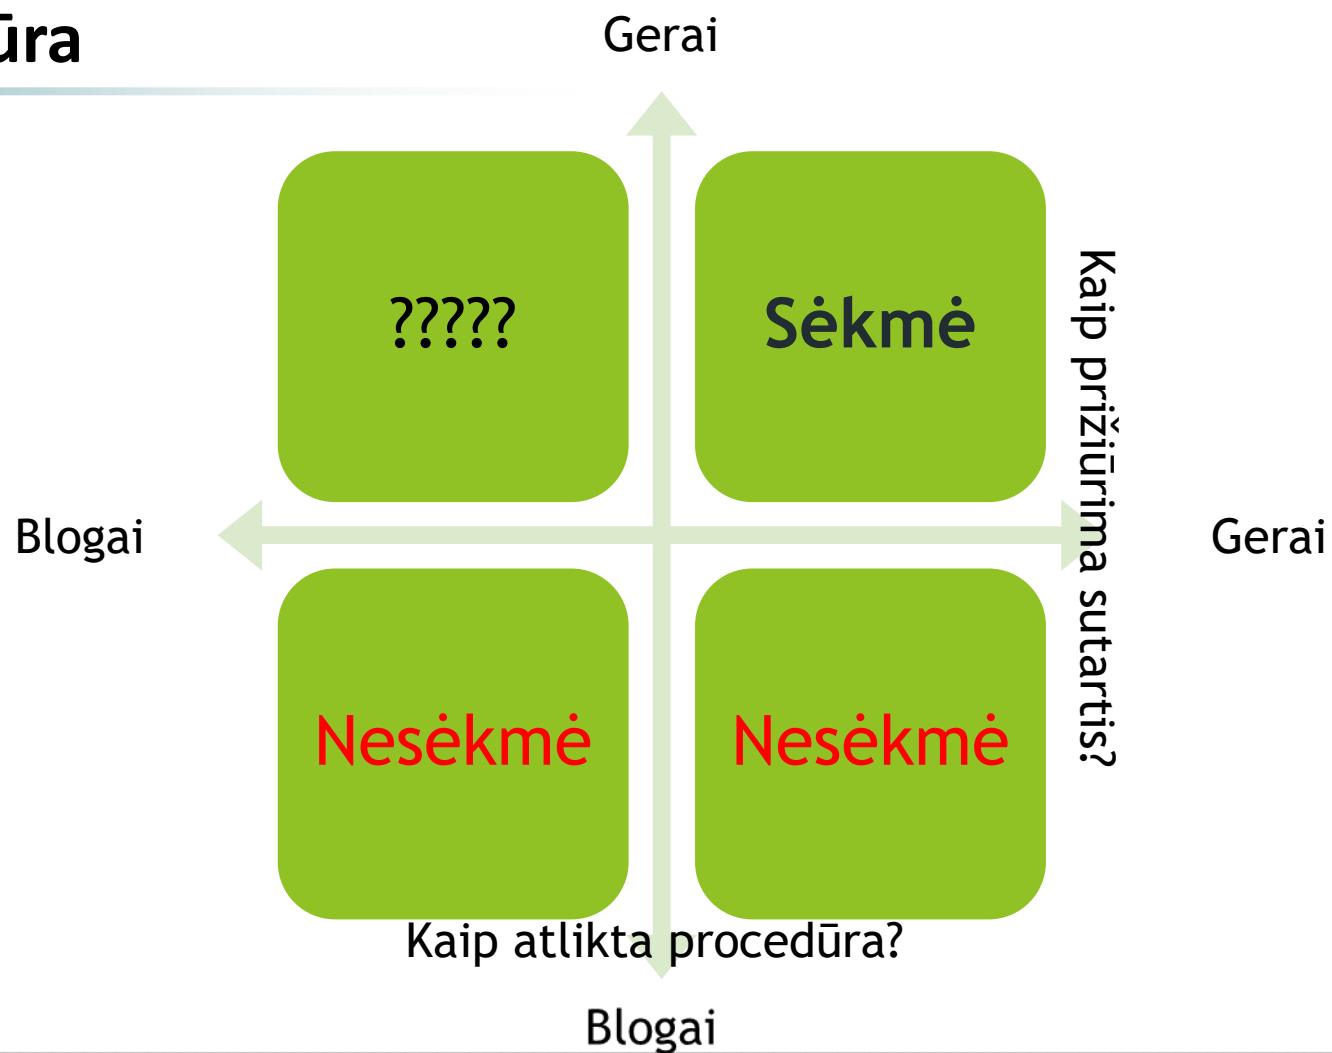 ūra
Gerai
?????
Sėkmė
Kaip prižiūrima sutartis?
Blogai
Gerai
Nesėkmė
Nesėkmė
Kaip atlikta procedūra?
Blogai